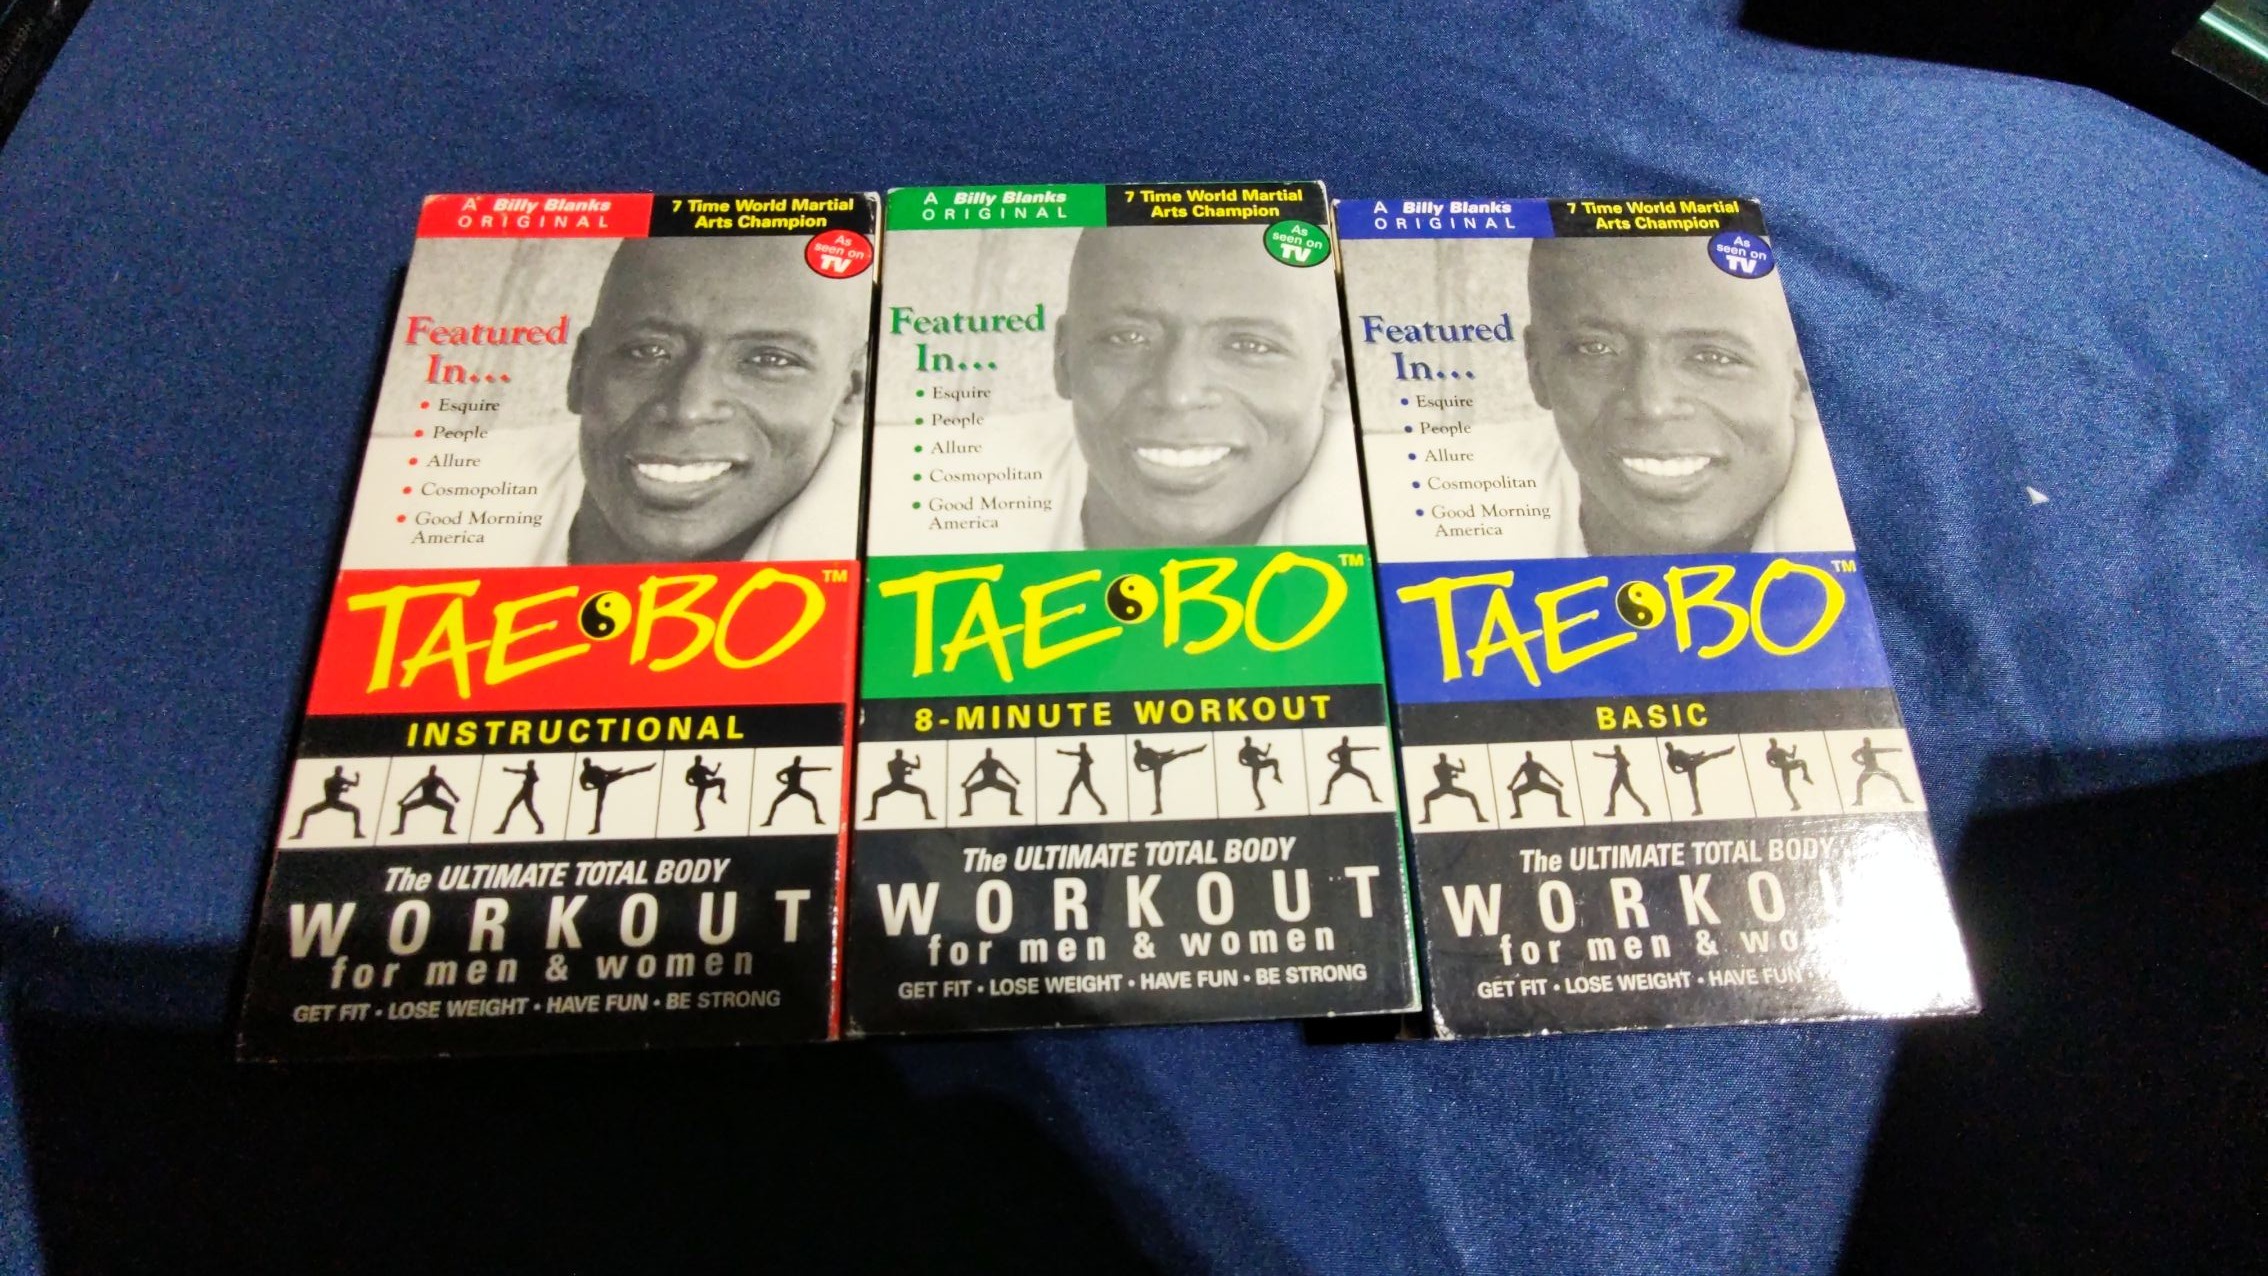 A Billy Blanks
ORIGINAL
7 Time World Martial
Arts Champion
As
seen on
TV
Featured
In...
• Esquire
• People
• Allure
• Cosmopolitan
• Good Morning
America
TAE BO™
INSTRUCTIONAL
The ULTIMATE TOTAL BODY
WORKOUT
for men & women
GET FIT • LOSE WEIGHT • HAVE FUN • BE STRONG
A Billy Blanks
ORIGINAL
7 Time World Martial
Arts Champion
As
seen on
TV
Featured
In...
• Esquire
• People
• Allure
• Cosmopolitan
• Good Morning
America
TAE BO™
8-MINUTE WORKOUT
The ULTIMATE TOTAL BODY
WORKOUT
for men & women
GET FIT • LOSE WEIGHT • HAVE FUN • BE STRONG
A Billy Blanks
ORIGINAL
7 Time World Martial
Arts Champion
As
seen on
TV
Featured
In...
• Esquire
• People
• Allure
• Cosmopolitan
• Good Morning
America
TAE BO™
BASIC
The ULTIMATE TOTAL BODY
WORKO
for men & wo
GET FIT • LOSE WEIGHT • HAVE FUN